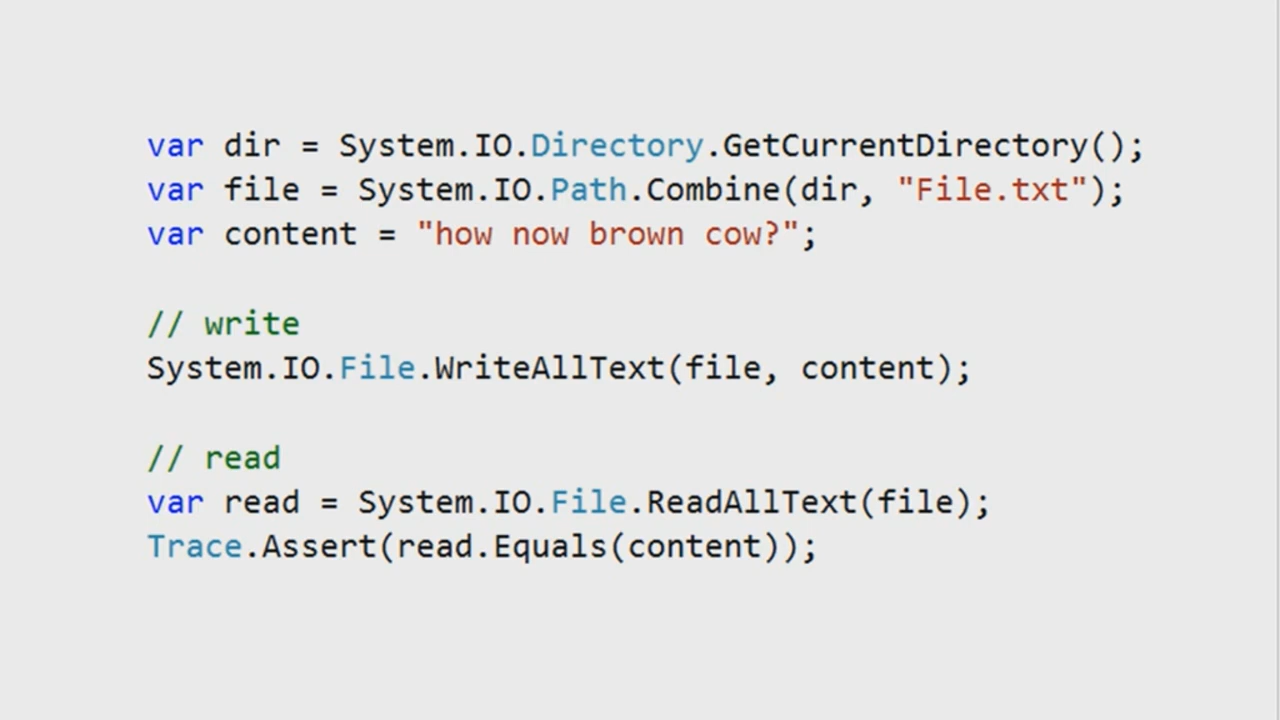 var dir = System.IO.Directory.GetCurrentDirectory();
var file = System.IO.Path.Combine(dir, "File.txt");
var content = "how now brown cow?";
// write
System.IO.File.WriteAllText(file, content);
// read
var read = System.IO.File.ReadAllText(file);
Trace.Assert(read.Equals(content));